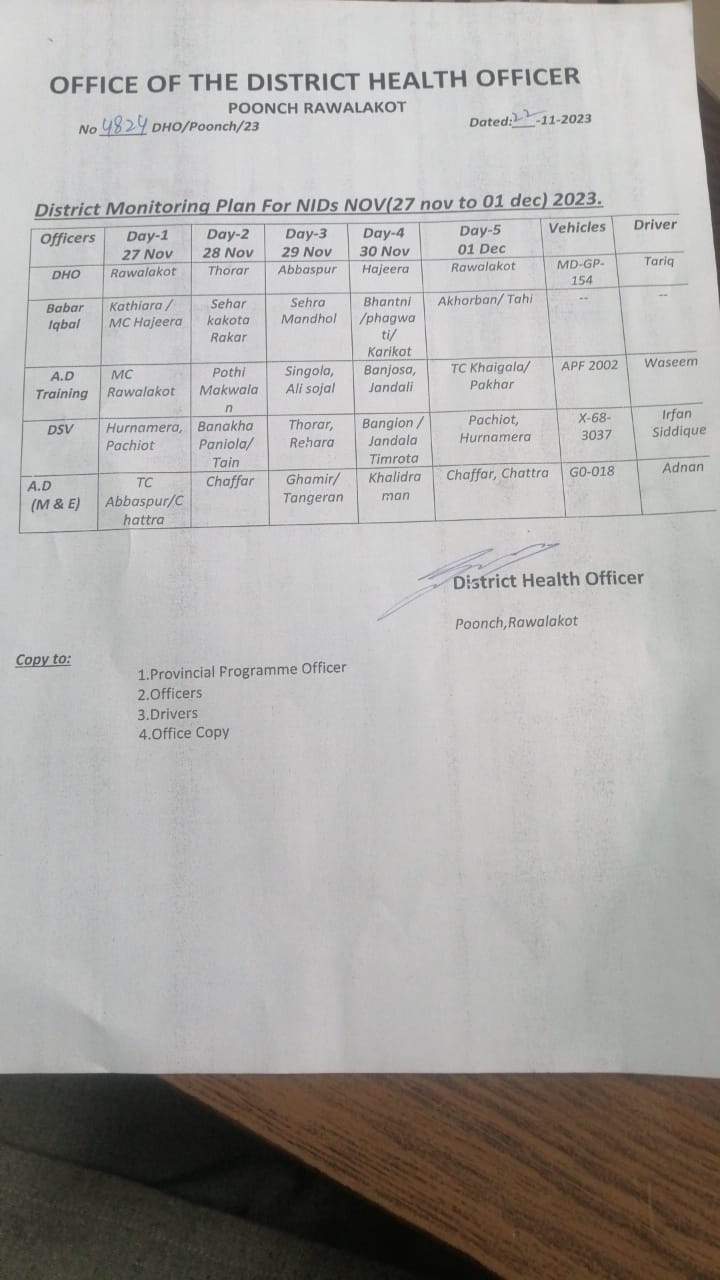 OFFICE OF THE DISTRICT HEALTH OFFICER
POONCH RAWALAKOT
No 4824 DHO/Poonch/23 Dated: 22 -11-2023
District Monitoring Plan For NIDs NOV(27 nov to 01 dec) 2023.
Officers Day-1 27 Nov Day-2 28 Nov Day-3 29 Nov Day-4 30 Nov Day-5 01 Dec Vehicles Driver
DHO Rawalakot Thorar Abbaspur Hajeera Rawalakot MD-GP-154 Tariq
Babar Iqbal Kathiara / MC Hajeera Sehar kakota Rakar Sehra Mandhol Bhantni /phagwati/ Karikot Akhorban/ Tahi -- --
A.D Training MC Rawalakot Pothi Makwalan Singola, Ali sojal Banjosa, Jandali TC Khaigala/ Pakhar APF 2002 Waseem
DSV Hurnamera, Pachiot Banakha Paniola/ Tain Thorar, Rehara Bangion / Jandala Timrota Pachiot, Hurnamera X-68-3037 Irfan Siddique
A.D (M & E) TC Abbaspur/Chattra Chaffar Ghamir/ Tangeran Khalidraman Chaffar, Chattra G0-018 Adnan
District Health Officer
Poonch,Rawalakot
Copy to:
1.Provincial Programme Officer
2.Officers
3.Drivers
4.Office Copy